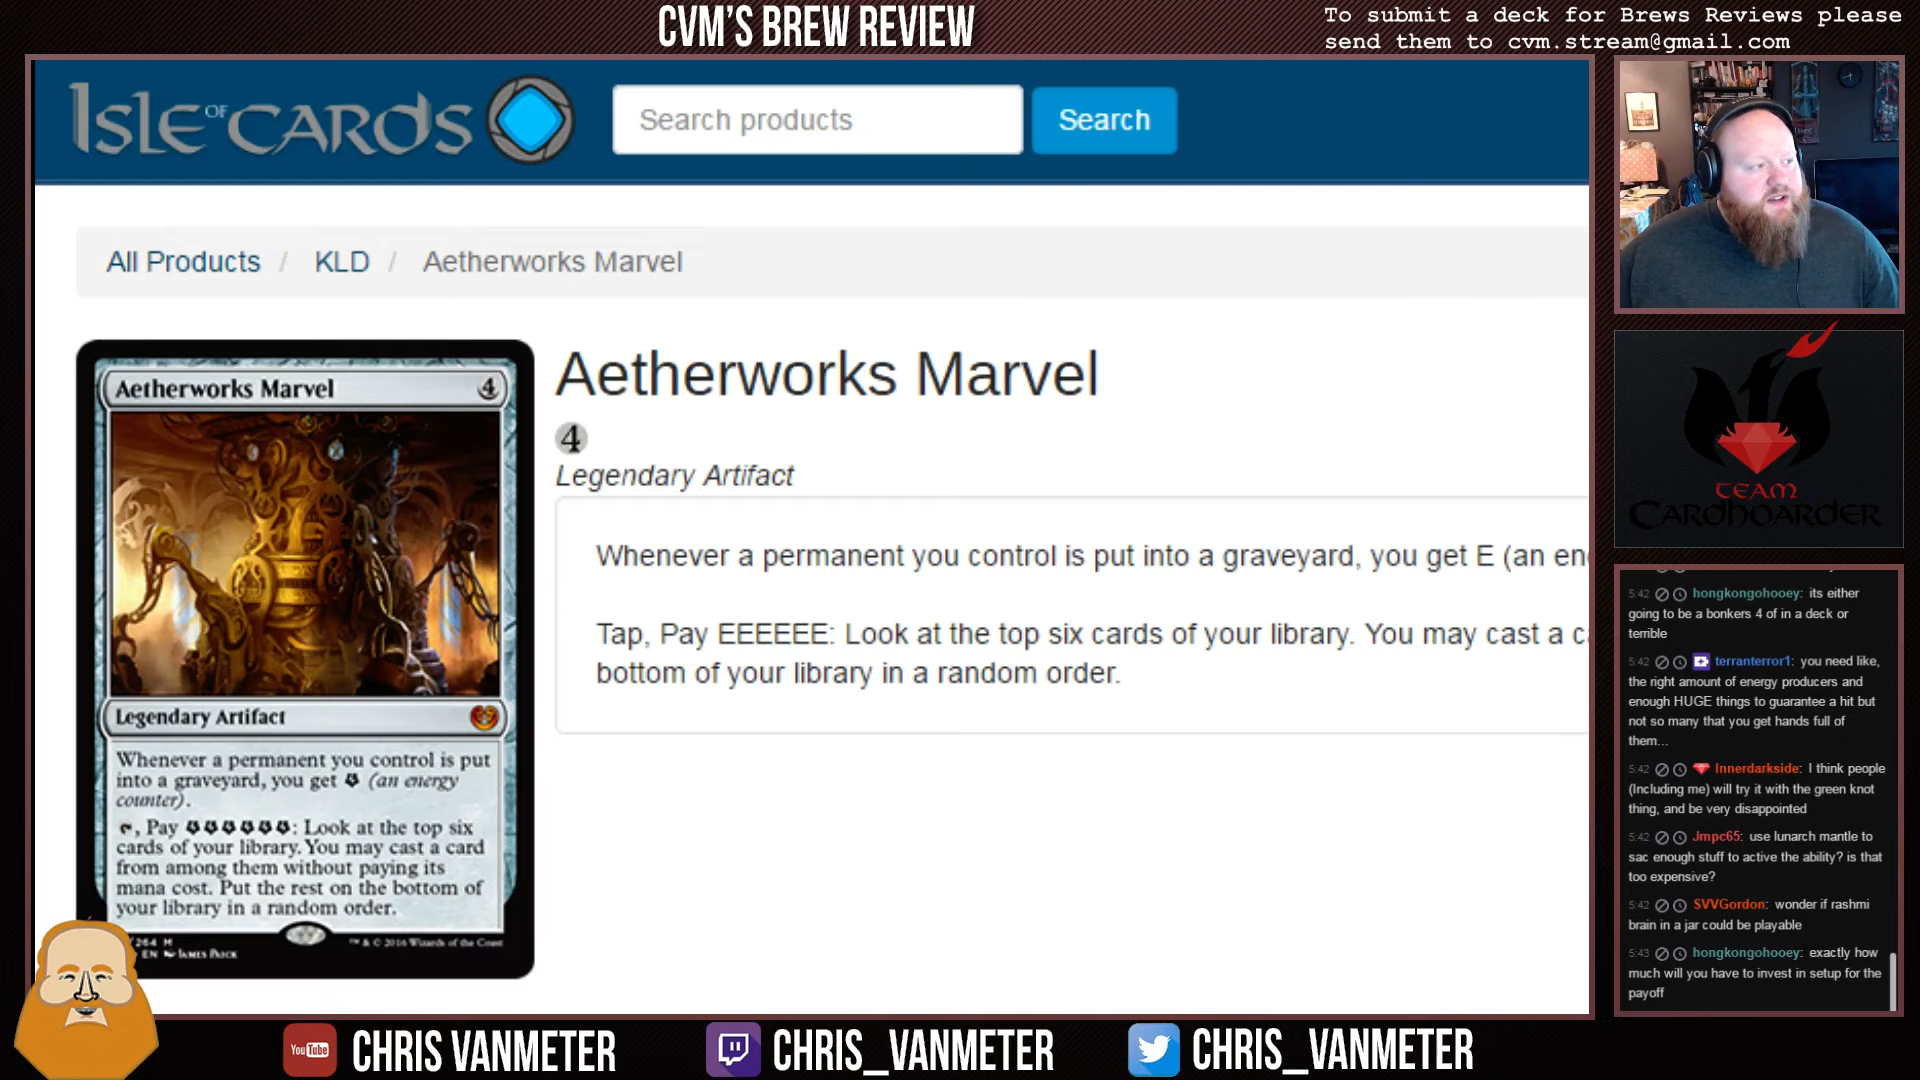 CVM'S BREW REVIEW
To submit a deck for Brews Reviews please
send them to cvm.stream@gmail.com
ISLE OF CARDS
Search products
Search
All Products / KLD / Aetherworks Marvel
Aetherworks Marvel 4
Legendary Artifact
Whenever a permanent you control is put
into a graveyard, you get (an energy
counter).
, Pay : Look at the top six
cards of your library. You may cast a card
from among them without paying its
mana cost. Put the rest on the bottom of
your library in a random order.
/264 M
EN JAMES PAICK
™ & © 2016 Wizards of the Coast
Aetherworks Marvel
4
Legendary Artifact
Whenever a permanent you control is put into a graveyard, you get E (an en
Tap, Pay EEEEEE: Look at the top six cards of your library. You may cast a c
bottom of your library in a random order.
TEAM
CARDHOARDER
5:42 hongkongohooey: its either
going to be a bonkers 4 of in a deck or
terrible
5:42 terranterror1: you need like,
the right amount of energy producers and
enough HUGE things to guarantee a hit but
not so many that you get hands full of
them...
5:42 Innerdarkside: I think people
(Including me) will try it with the green knot
thing, and be very disappointed
5:42 Jmpc65: use lunarch mantle to
sac enough stuff to active the ability? is that
too expensive?
5:42 SVVGordon: wonder if rashmi
brain in a jar could be playable
5:43 hongkongohooey: exactly how
much will you have to invest in setup for the
payoff
YouTube CHRIS VANMETER
CHRIS_VANMETER
CHRIS_VANMETER